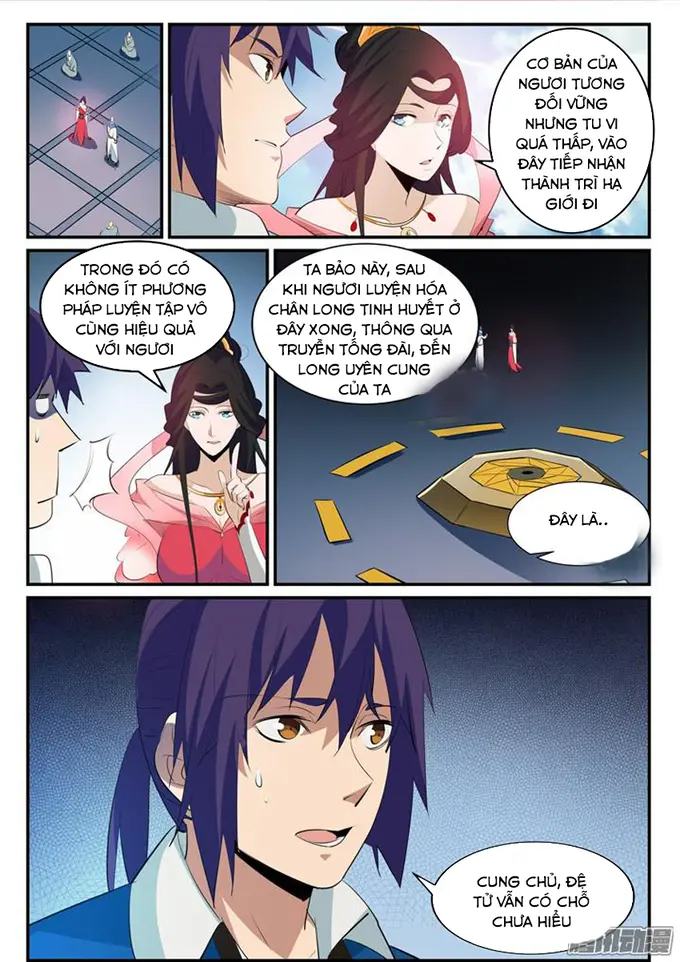 CƠ BẢN CỦA
NGƯƠI TƯƠNG
ĐỐI VỮNG
NHƯNG TU VI
QUÁ THẤP, VÀO
ĐÂY TIẾP NHẬN
THÀNH TRÌ HẠ
GIỚI ĐI
TRONG ĐÓ CÓ
KHÔNG ÍT PHƯƠNG
PHÁP LUYỆN TẬP VÔ
CÙNG HIỆU QUẢ
VỚI NGƯƠI
TA BẢO NÀY, SAU
KHI NGƯƠI LUYỆN HÓA
CHÂN LONG TINH HUYẾT Ở
ĐÂY XONG, THÔNG QUA
TRUYỀN TỐNG ĐÀI, ĐẾN
LONG UYÊN CUNG
CỦA TA
ĐÂY LÀ..
CUNG CHỦ, ĐỆ
TỬ VẪN CÓ CHỖ
CHƯA HIỂU